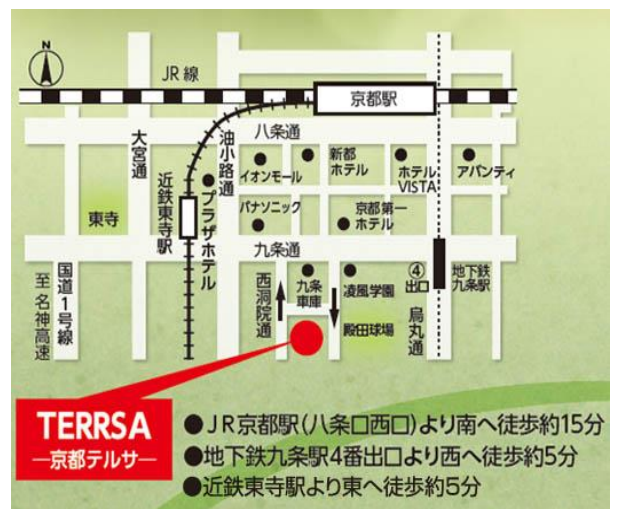 N
JR線
京都駅
八条通
大宮通
油小路通
近鉄東寺駅
プラザホテル
イオンモール
新都
ホテル
ホテル
VISTA
アバンティ
東寺
パナソニック
京都第一
ホテル
九条通
至 名神高速
国道1号線
西洞院通
九条
車庫
凌風学園
殿田球場
④
出口
烏丸通
地下鉄
九条駅
TERRSA
―京都テルサ―
●JR京都駅(八条口西口)より南へ徒歩約15分
●地下鉄九条駅4番出口より西へ徒歩約5分
●近鉄東寺駅より東へ徒歩約5分